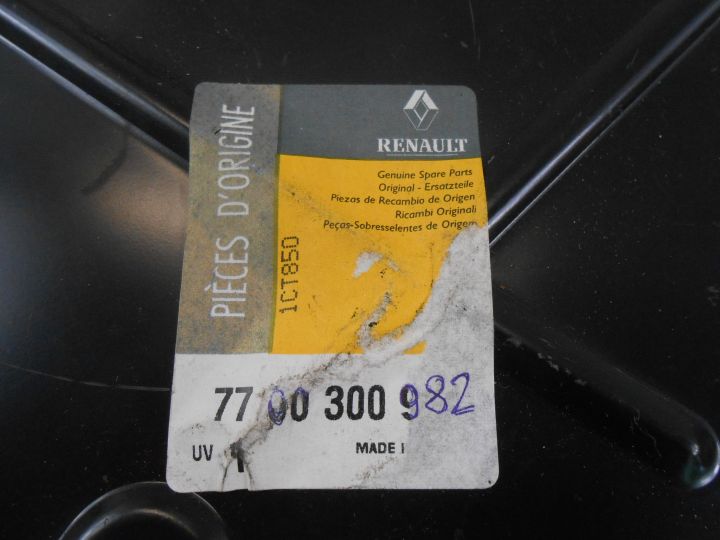 PIÈCES D'ORIGINE
RENAULT
Genuine Spare Parts
Original - Ersatzteile
Piezas de Recambio de Origen
Ricambi Originali
Peças-Sobresselentes de Origem
1CT850
77 00 300 982
UV 1 MADE I